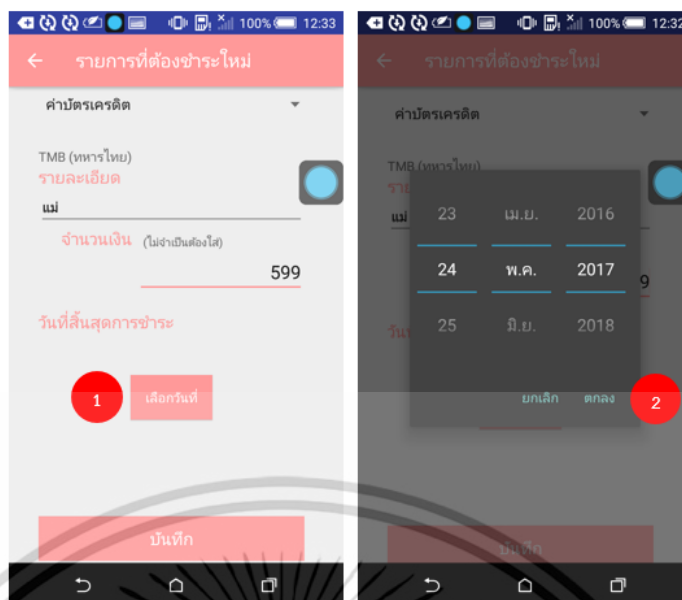 100% 12:33
รายการที่ต้องชำระใหม่
ค่าบัตรเครดิต
TMB (ทหารไทย)
รายละเอียด
แม่
จำนวนเงิน (ไม่จำเป็นต้องใส่)
599
วันที่สิ้นสุดการชำระ
1
เลือกวันที่
บันทึก
100% 12:32
รายการที่ต้องชำระใหม่
ค่าบัตรเครดิต
TMB (ทหารไทย)
ราย
แม่
23 เม.ย. 2016
24 พ.ค. 2017
9
วัน
25 มิ.ย. 2018
ยกเลิก ตกลง
2
บันทึก